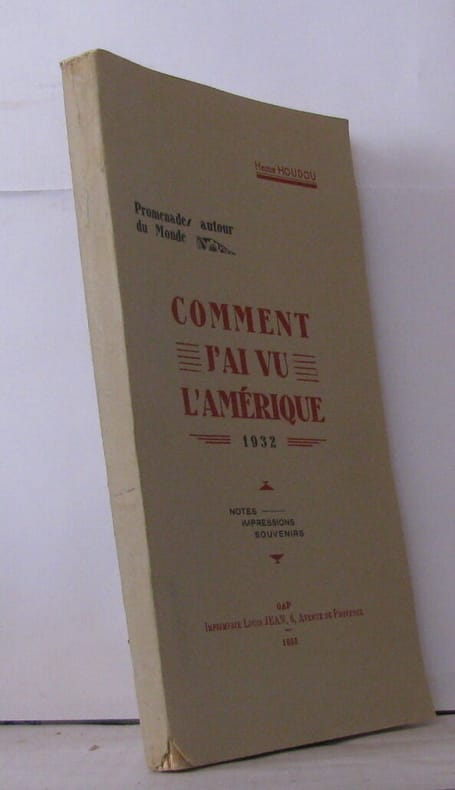 Henri HOUDOU
Promenades autour
du Monde
COMMENT
J'AI VU
L'AMÉRIQUE
1932
NOTES
IMPRESSIONS
SOUVENIRS
GAP
IMPRIMERIE LOUIS JEAN, 6, AVENUE DE PROVENCE
1933